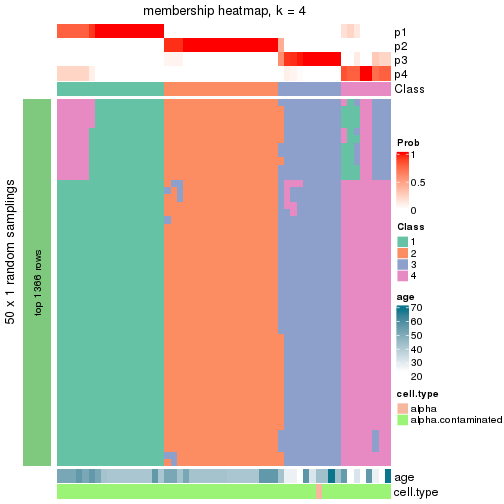 membership heatmap, k = 4
p1
p2
p3
p4
Class
50 x 1 random samplings
top 1366 rows
Prob
1
0.5
0
Class
1
2
3
4
age
70
60
50
40
30
20
cell.type
alpha
alpha.contaminated
age
cell.type